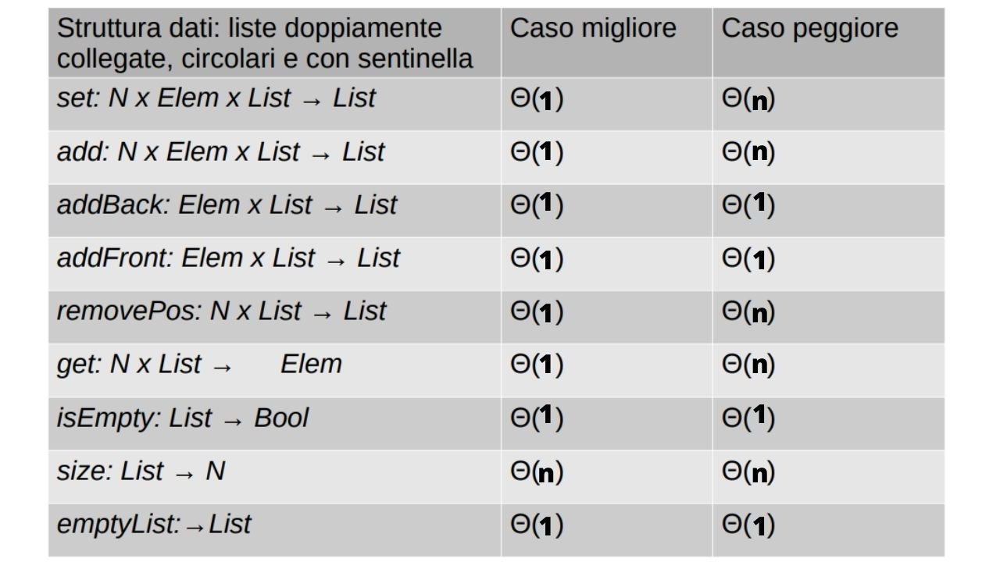 Struttura dati: liste doppiamente collegate, circolari e con sentinella Caso migliore Caso peggiore
set: N x Elem x List → List Θ(1) Θ(n)
add: N x Elem x List → List Θ(1) Θ(n)
addBack: Elem x List → List Θ(1) Θ(1)
addFront: Elem x List → List Θ(1) Θ(1)
removePos: N x List → List Θ(1) Θ(n)
get: N x List → Elem Θ(1) Θ(n)
isEmpty: List → Bool Θ(1) Θ(1)
size: List → N Θ(n) Θ(n)
emptyList:→List Θ(1) Θ(1)